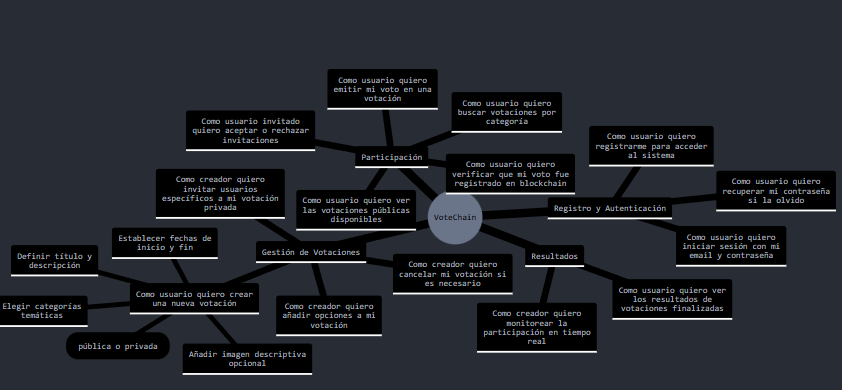 Como usuario quiero
emitir mi voto en una
votación
Como usuario quiero
buscar votaciones por
categoría
Como usuario invitado
quiero aceptar o rechazar
invitaciones
Participación
Como usuario quiero
verificar que mi voto fue
registrado en blockchain
Como usuario quiero ver
las votaciones públicas
disponibles
Como usuario quiero
registrarme para acceder
al sistema
Como usuario quiero
recuperar mi contraseña
si la olvido
Registro y Autenticación
Como usuario quiero
iniciar sesión con mi
email y contraseña
VoteChain
Como creador quiero
invitar usuarios
específicos a mi votación
privada
Gestión de Votaciones
Como creador quiero
cancelar mi votación si
es necesario
Como creador quiero
añadir opciones a mi
votación
Como usuario quiero crear
una nueva votación
Establecer fechas de
inicio y fin
Definir título y
descripción
Elegir categorías
temáticas
pública o privada
Añadir imagen descriptiva
opcional
Resultados
Como usuario quiero ver
los resultados de
votaciones finalizadas
Como creador quiero
monitorear la
participación en tiempo
real